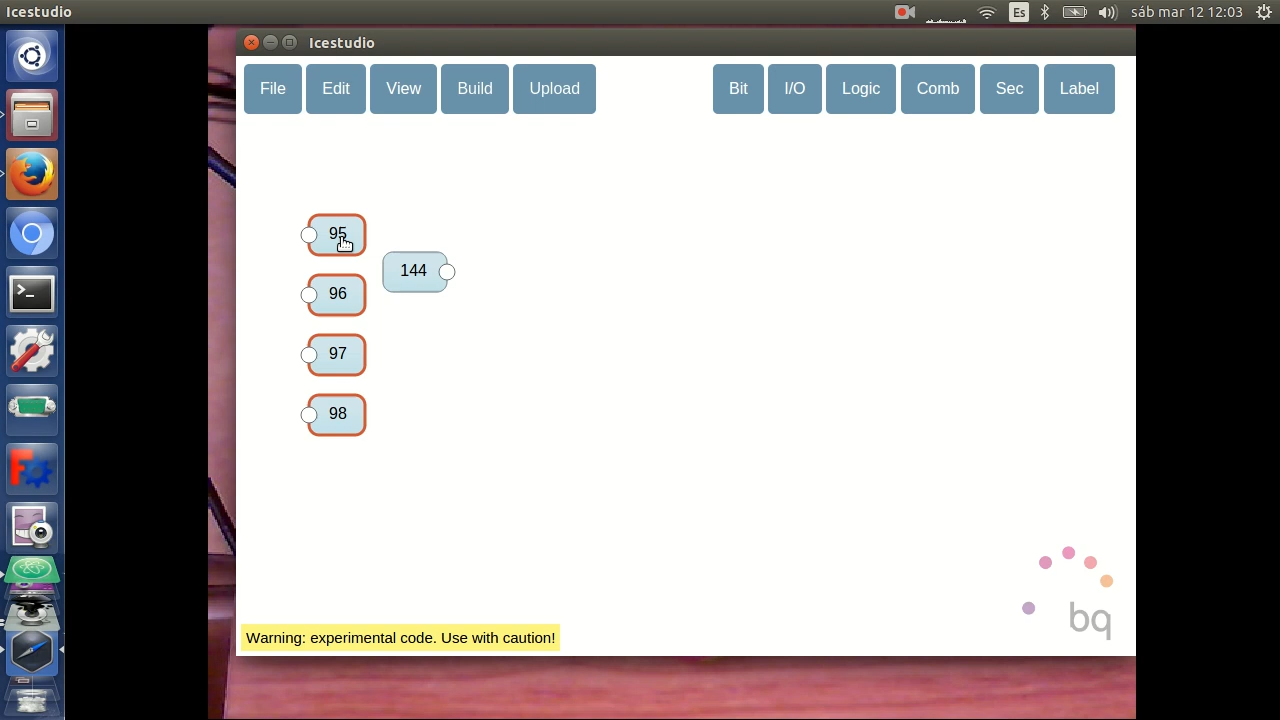 Icestudio
Es
sáb mar 12 12:03
Icestudio
File Edit View Build Upload Bit I/O Logic Comb Sec Label
95
144
96
97
98
bq
Warning: experimental code. Use with caution!